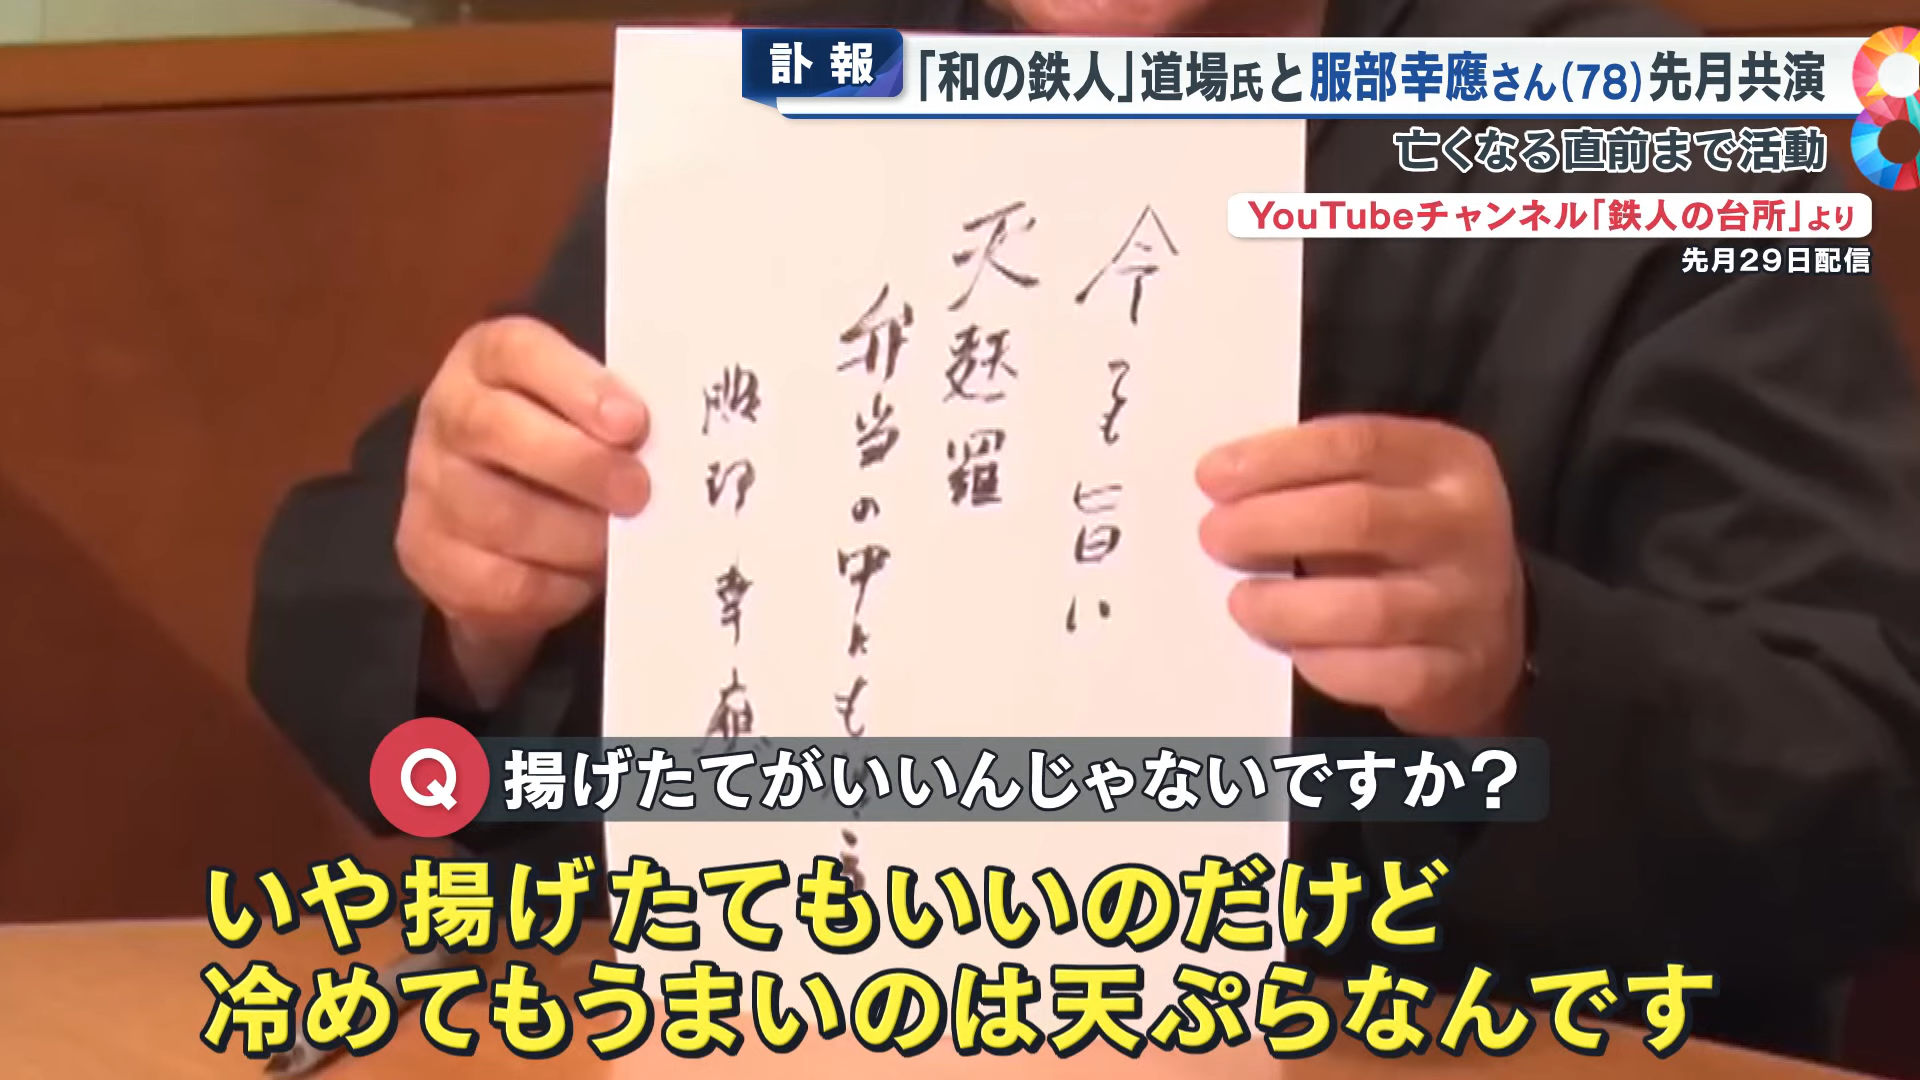 訃報
「和の鉄人」道場氏と服部幸應さん(78)先月共演
亡くなる直前まで活動
YouTubeチャンネル「鉄人の台所」より
先月29日配信
今でも旨い
天麩羅
弁当の中にも
服部幸應
Q 揚げたてがいいんじゃないですか?
いや揚げたてもいいのだけど
冷めてもうまいのは天ぷらなんです